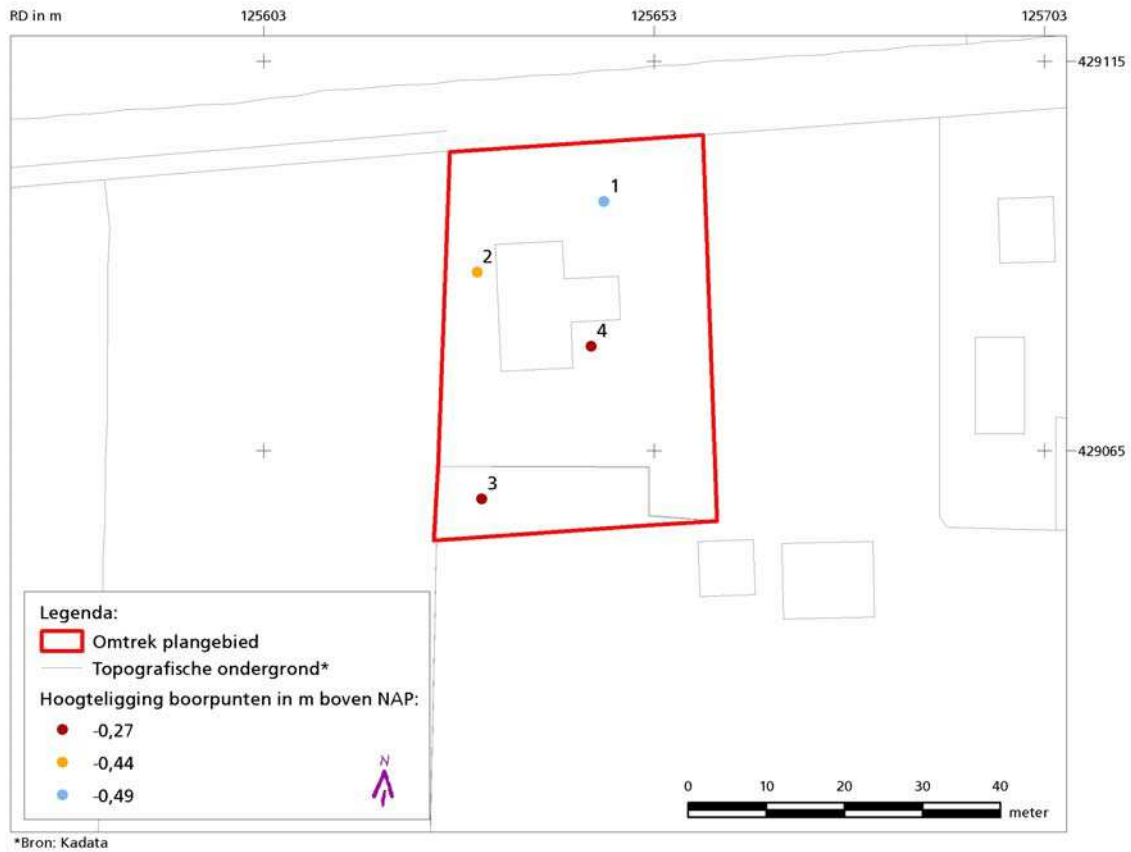 RD in m 125603 125653 125703
429115
1
2
4
429065
3
Legenda:
Omtrek plangebied
Topografische ondergrond*
Hoogteligging boorpunten in m boven NAP:
-0,27
-0,44
-0,49
N
0 10 20 30 40
meter
*Bron: Kadata